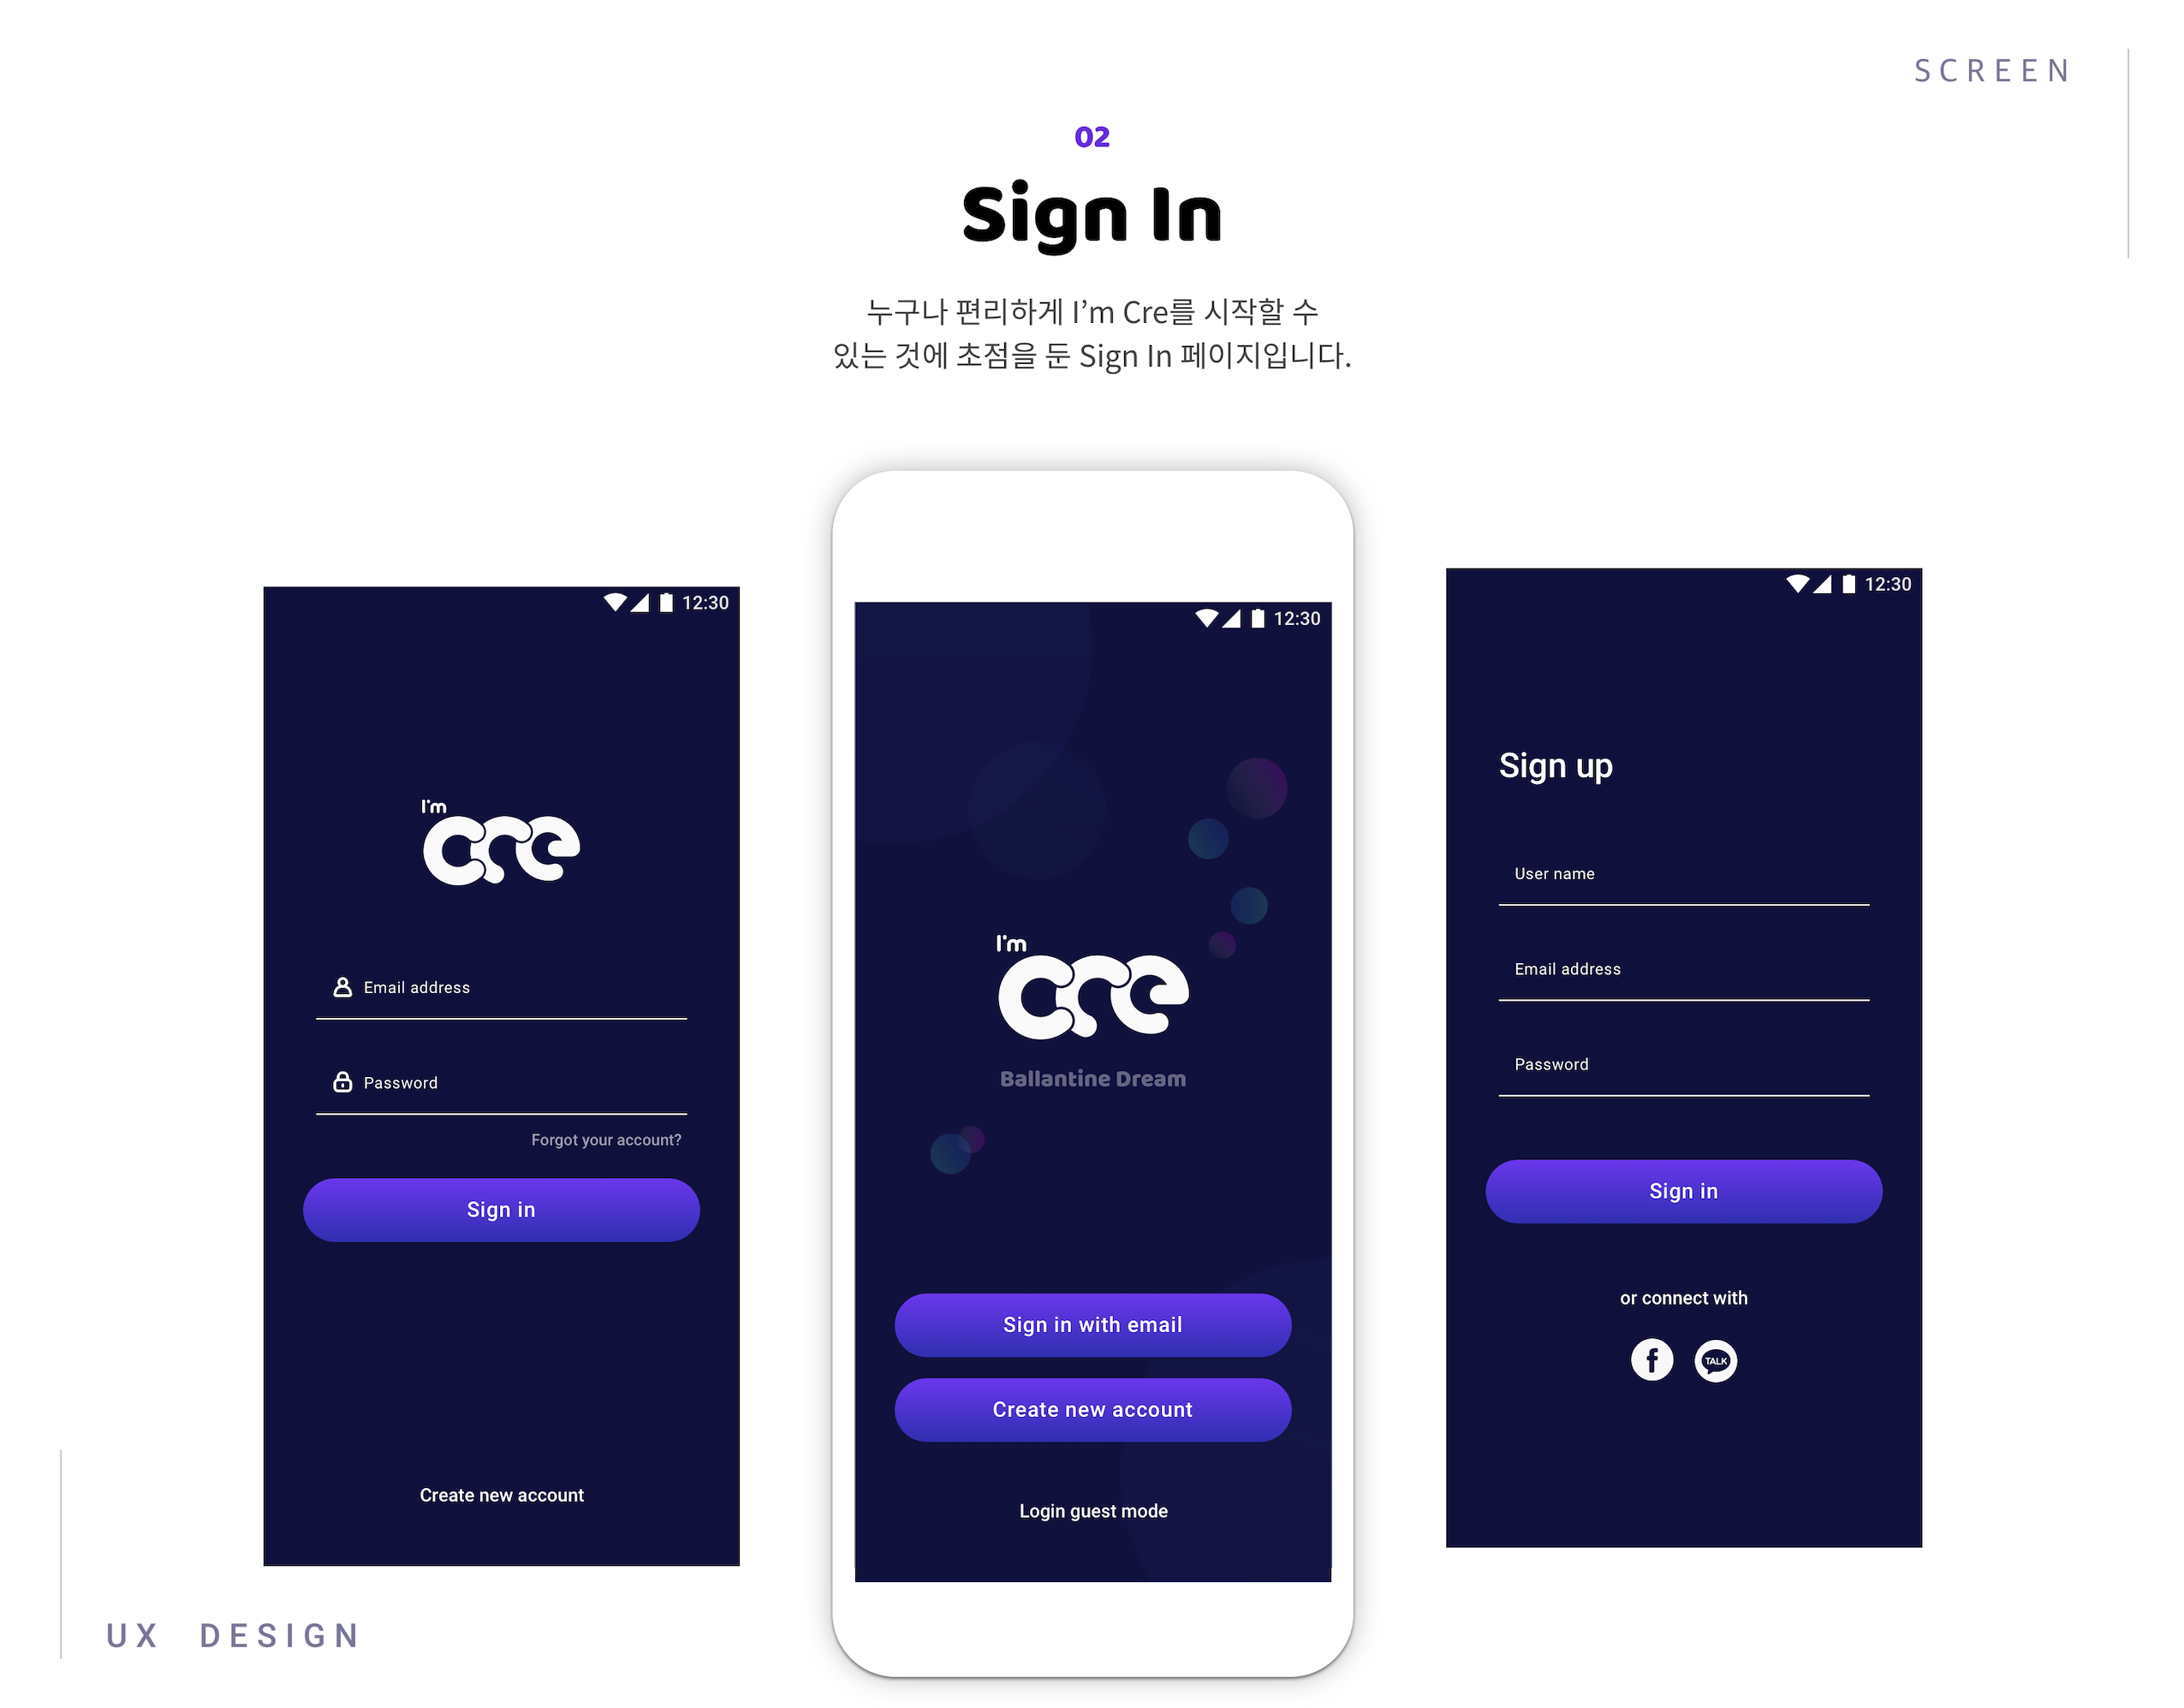 SCREEN
02
Sign In
누구나 편리하게 I’m Cre를 시작할 수
있는 것에 초점을 둔 Sign In 페이지입니다.
12:30
I'm
cre
Email address
Password
Forgot your account?
Sign in
Create new account
12:30
I'm
cre
Ballantine Dream
Sign in with email
Create new account
Login guest mode
12:30
Sign up
User name
Email address
Password
Sign in
or connect with
f
TALK
UX DESIGN